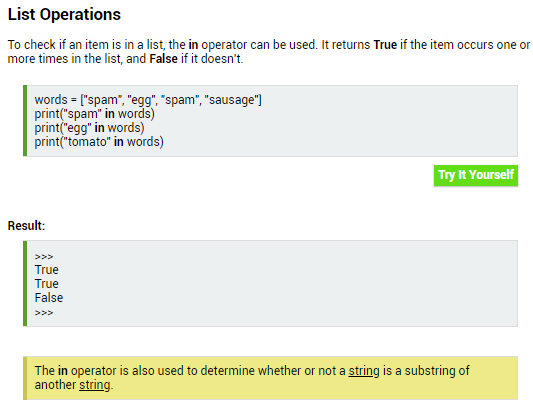 List Operations
To check if an item is in a list, the in operator can be used. It returns True if the item occurs one or
more times in the list, and False if it doesn't.
words = ["spam", "egg", "spam", "sausage"]
print("spam" in words)
print("egg" in words)
print("tomato" in words)
Try It Yourself
Result:
>>>
True
True
False
>>>
The in operator is also used to determine whether or not a string is a substring of
another string.